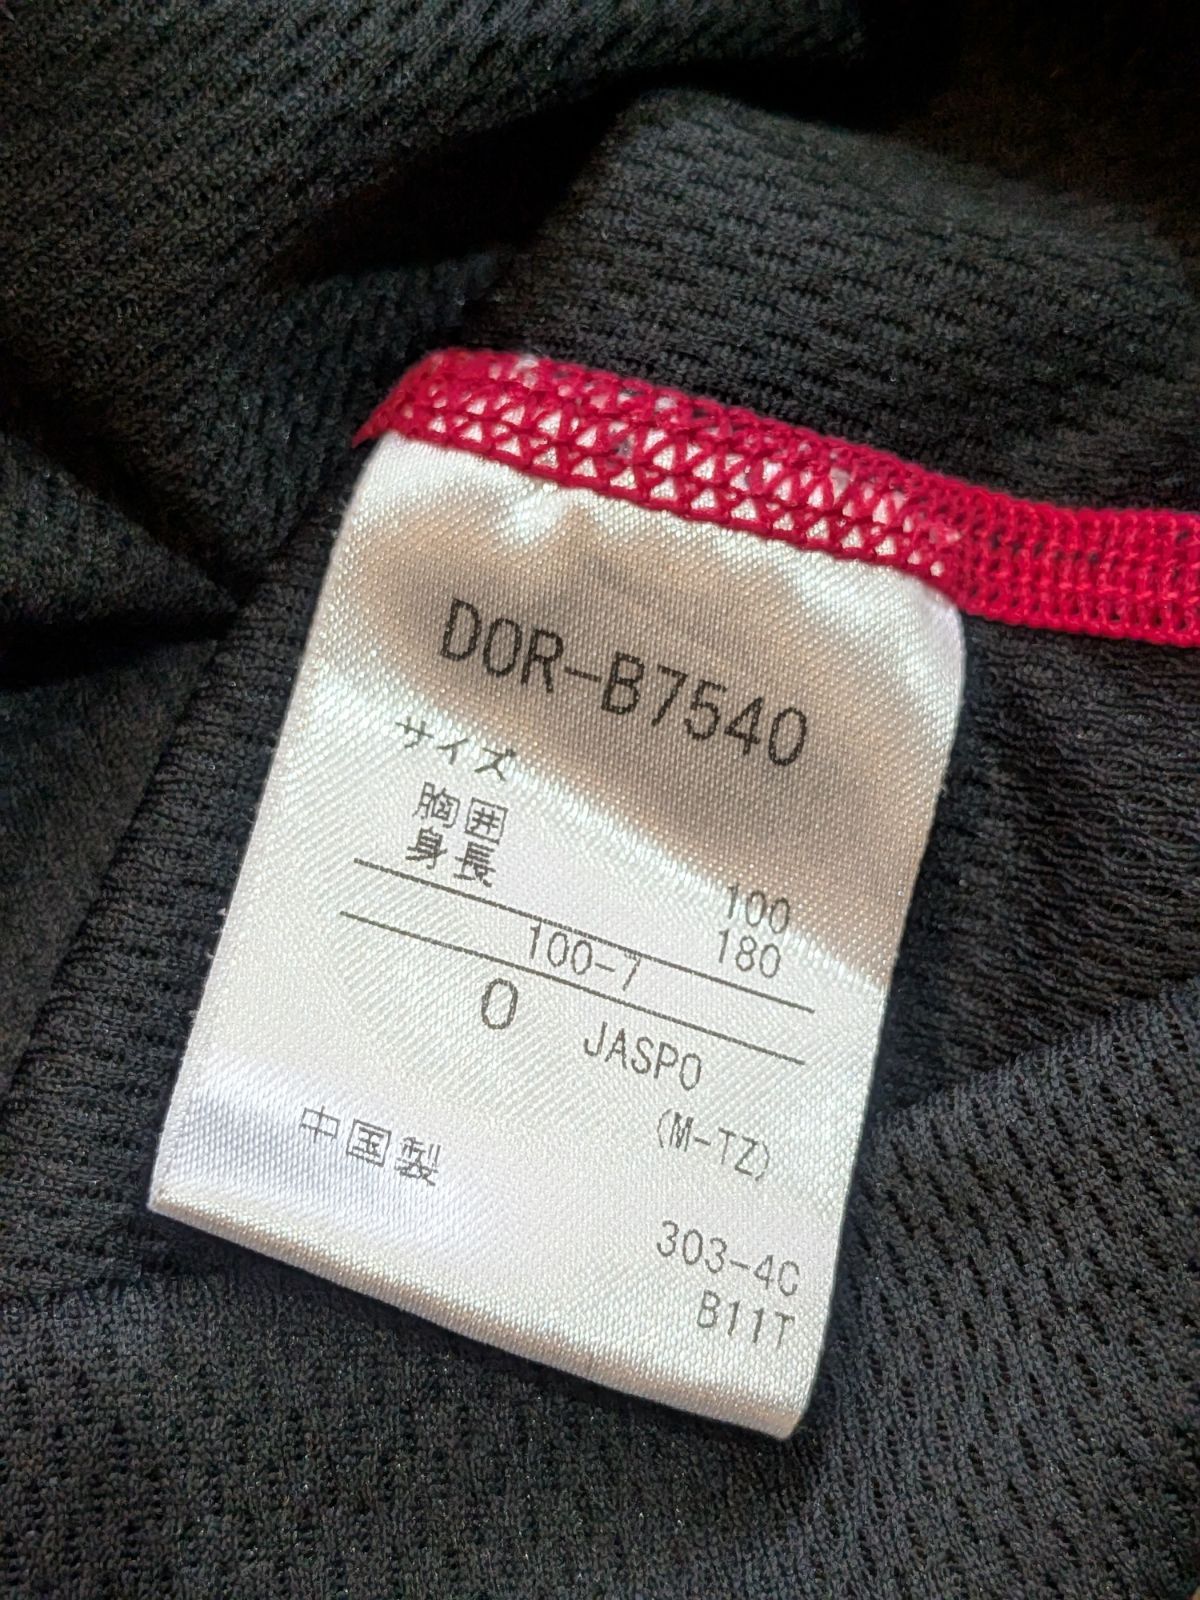 DOR-B7540
サイズ
胸囲 100
身長 180
100-7
O JASPO
(M-TZ)
中国製
303-4C
B11T